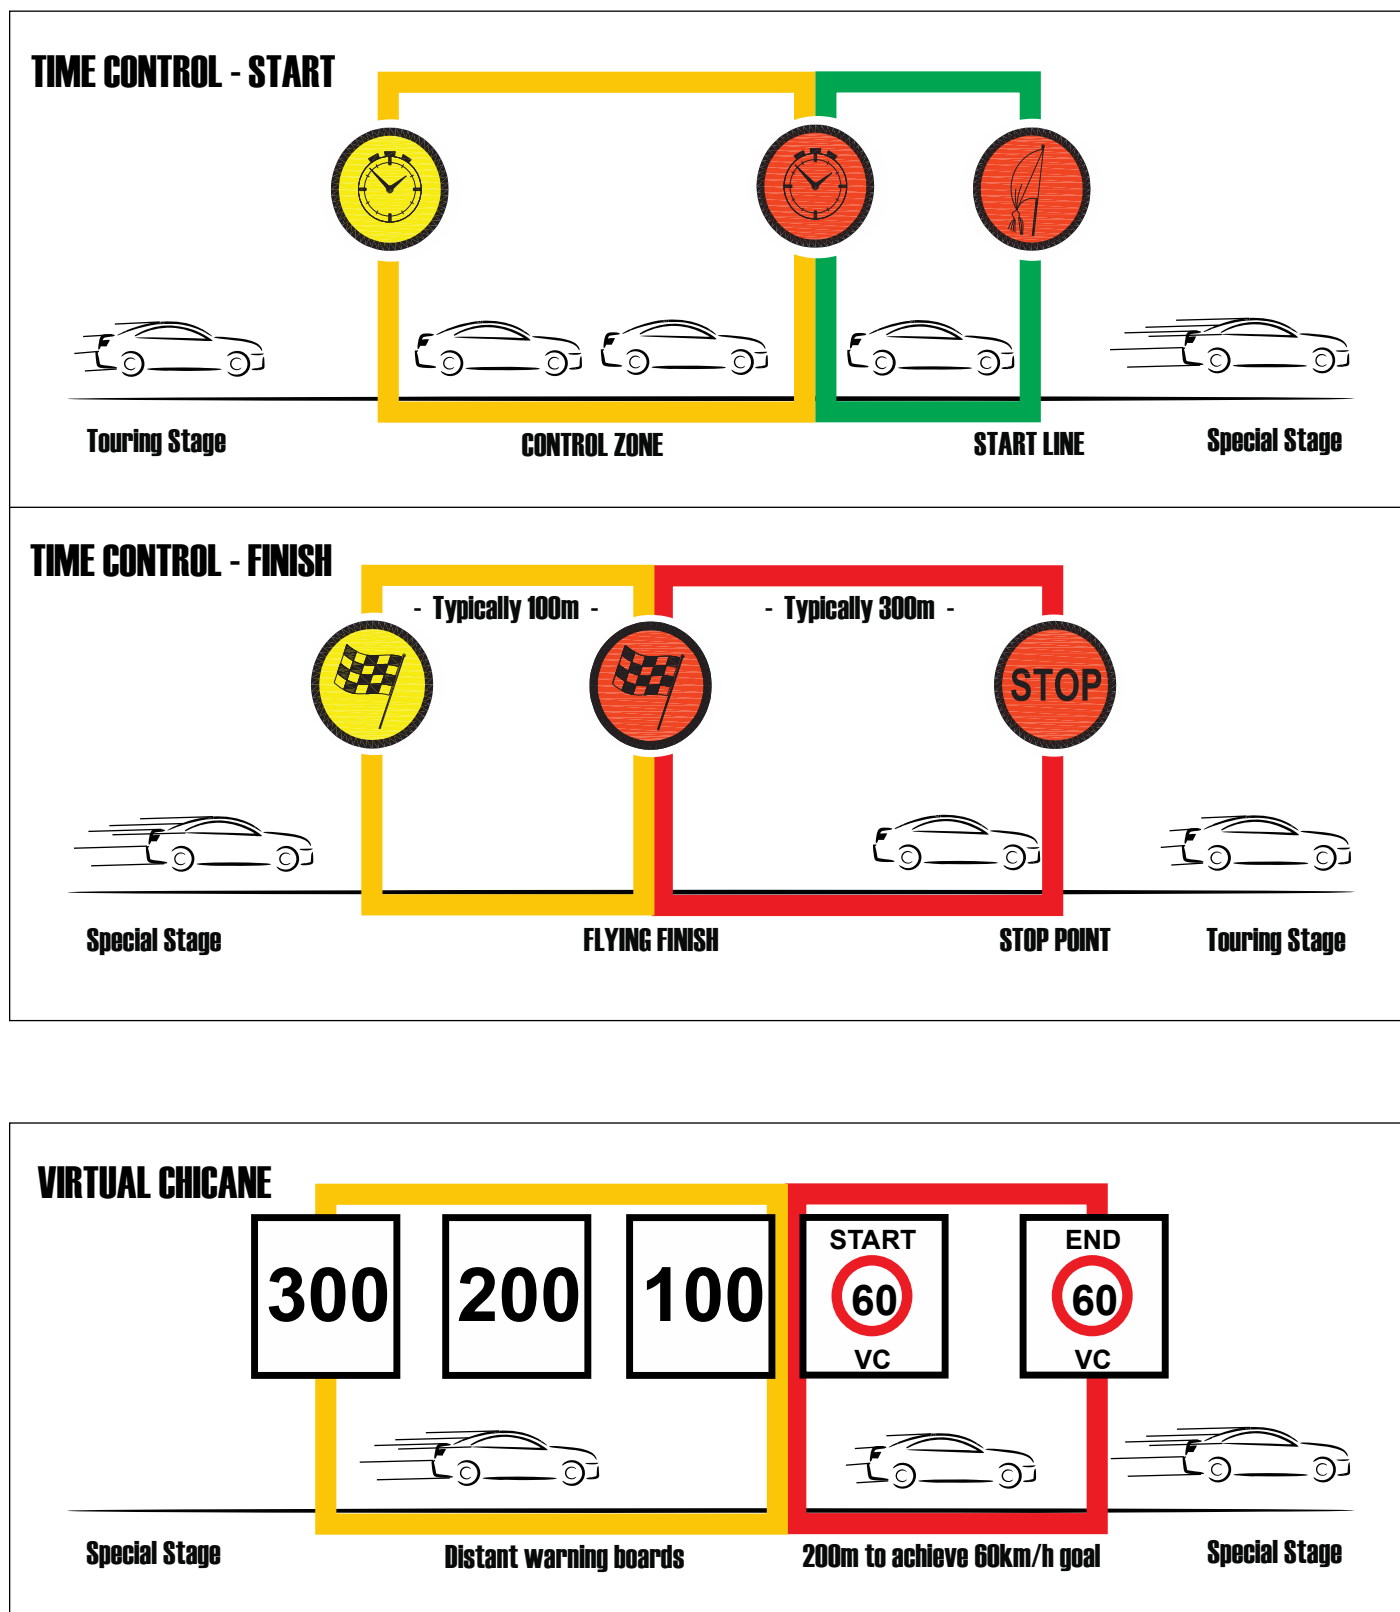 TIME CONTROL - START
Touring Stage
CONTROL ZONE
START LINE
Special Stage
TIME CONTROL - FINISH
- Typically 100m -
- Typically 300m -
STOP
Special Stage
FLYING FINISH
STOP POINT
Touring Stage
VIRTUAL CHICANE
300
200
100
START
60
VC
END
60
VC
Special Stage
Distant warning boards
200m to achieve 60km/h goal
Special Stage